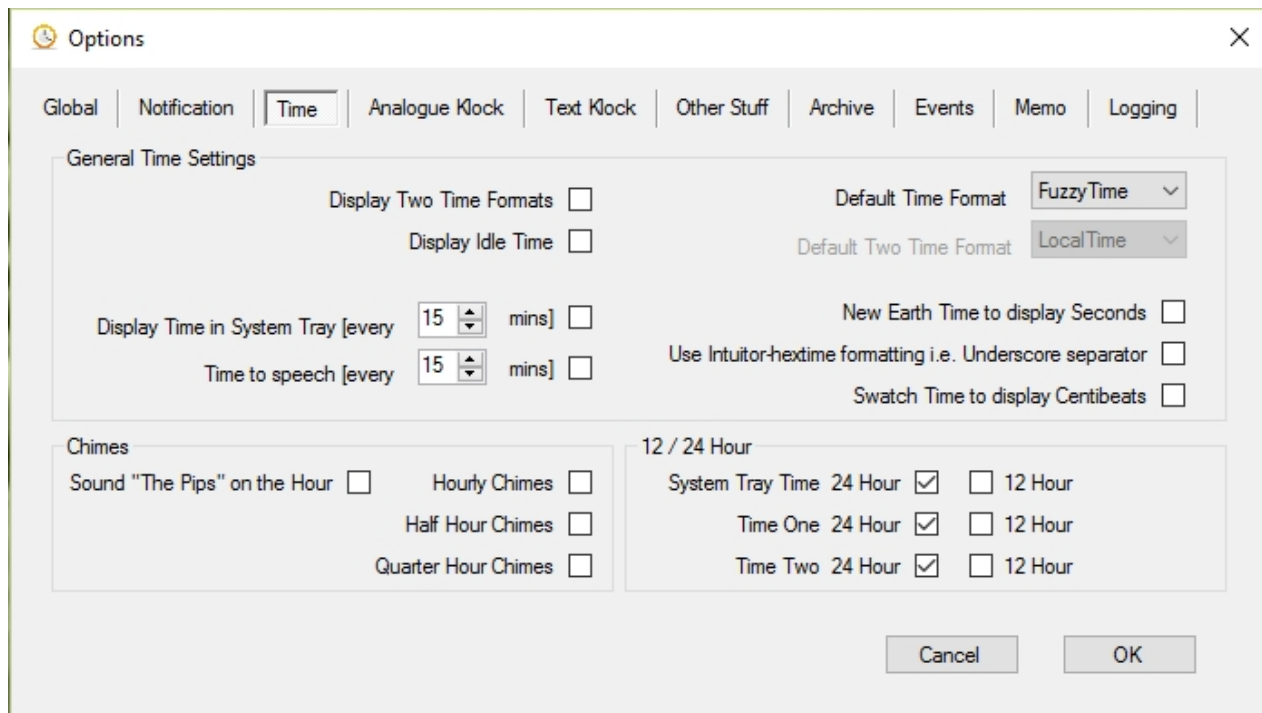 Options
Global Notification Time Analogue Klock Text Klock Other Stuff Archive Events Memo Logging
General Time Settings
Display Two Time Formats
Display Idle Time
Display Time in System Tray [every 15 mins]
Time to speech [every 15 mins]
Default Time Format FuzzyTime
Default Two Time Format LocalTime
New Earth Time to display Seconds
Use Intuitor-hextime formatting i.e. Underscore separator
Swatch Time to display Centibeats
Chimes
Sound "The Pips" on the Hour Hourly Chimes
Half Hour Chimes
Quarter Hour Chimes
12 / 24 Hour
System Tray Time 24 Hour 12 Hour
Time One 24 Hour 12 Hour
Time Two 24 Hour 12 Hour
Cancel OK